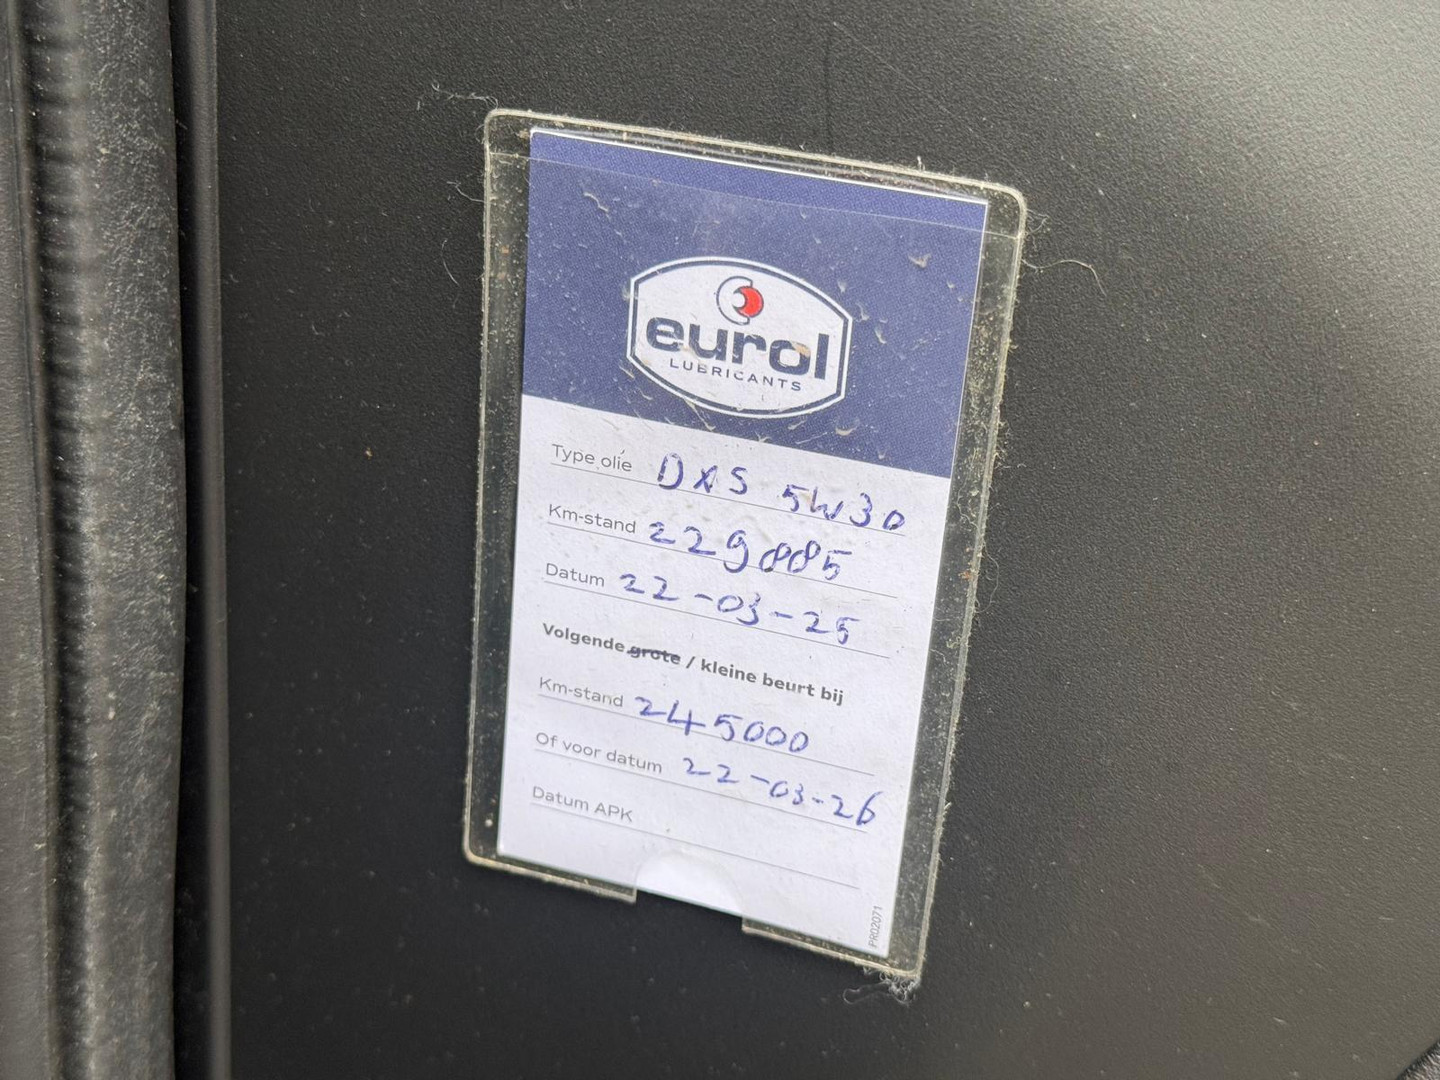 eurol
LUBRICANTS
Type olie DXS 5W30
Km-stand 229885
Datum 22-03-25
Volgende grote / kleine beurt bij
Km-stand 245000
Of voor datum 22-03-26
Datum APK
PR02071